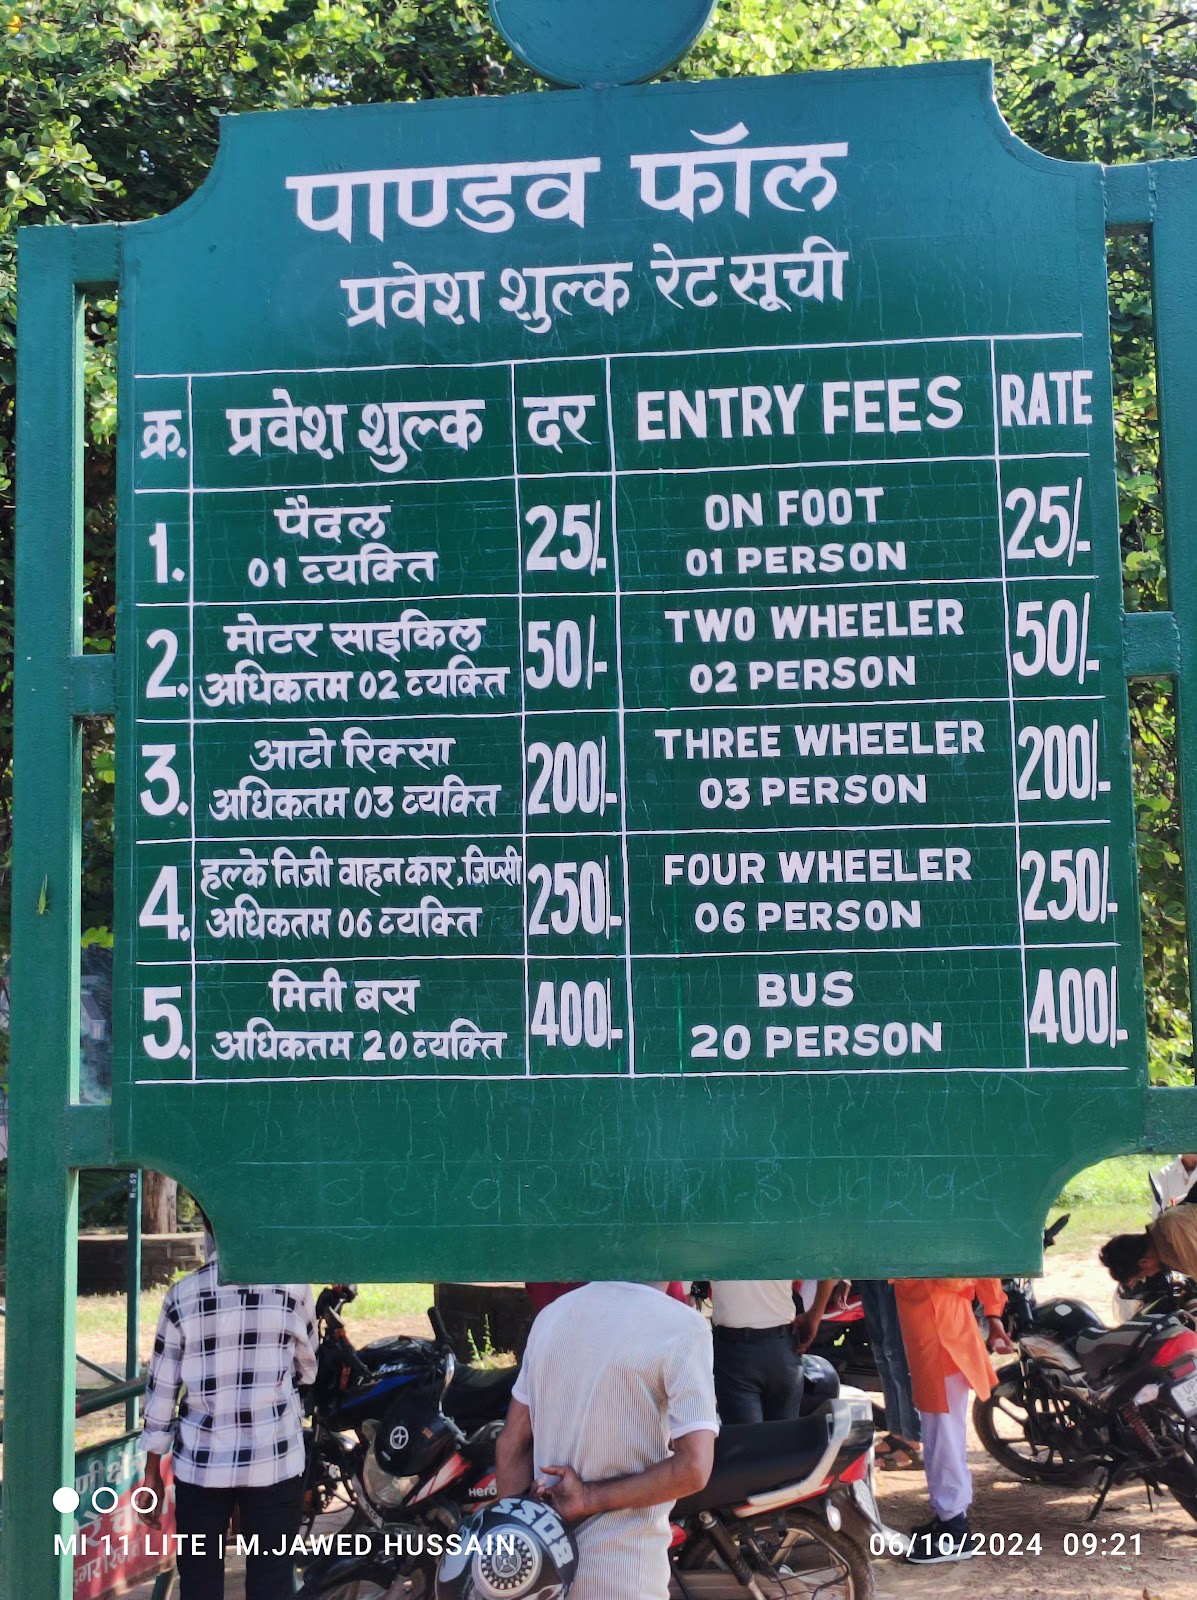 पाण्डव फॉल
प्रवेश शुल्क रेट सूची
क्र. प्रवेश शुल्क दर ENTRY FEES RATE
1. पैदल 01 व्यक्ति 25/- ON FOOT 01 PERSON 25/-
2. मोटर साइकिल अधिकतम 02 व्यक्ति 50/- TWO WHEELER 02 PERSON 50/-
3. आटो रिक्सा अधिकतम 03 व्यक्ति 200/- THREE WHEELER 03 PERSON 200/-
4. हल्के निजी वाहन कार, जिप्सी अधिकतम 06 व्यक्ति 250/- FOUR WHEELER 06 PERSON 250/-
5. मिनी बस अधिकतम 20 व्यक्ति 400/- BUS 20 PERSON 400/-
Hero
MI 11 LITE | M.JAWED HUSSAIN
06/10/2024 09:21